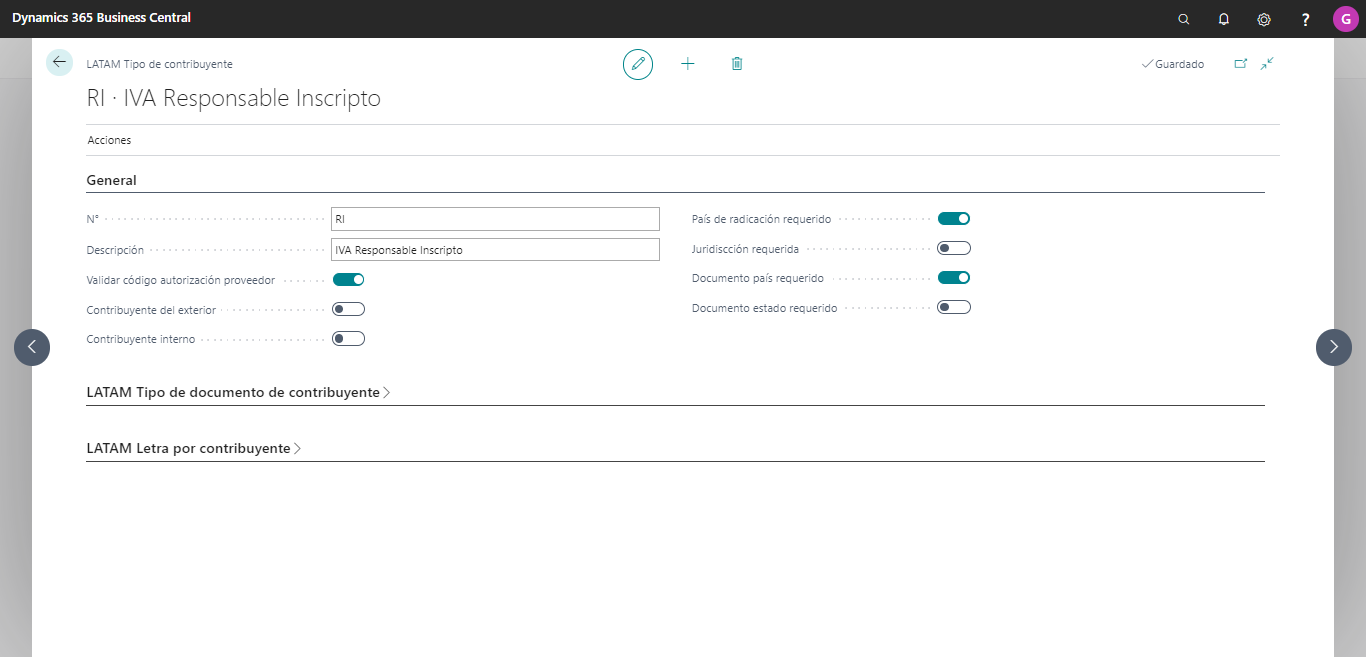 Dynamics 365 Business Central
?
G
LATAM Tipo de contribuyente
Guardado
RI · IVA Responsable Inscripto
Acciones
General
N°
RI
Descripción
IVA Responsable Inscripto
Validar código autorización proveedor
Contribuyente del exterior
Contribuyente interno
País de radicación requerido
Juridiscción requerida
Documento país requerido
Documento estado requerido
LATAM Tipo de documento de contribuyente
LATAM Letra por contribuyente